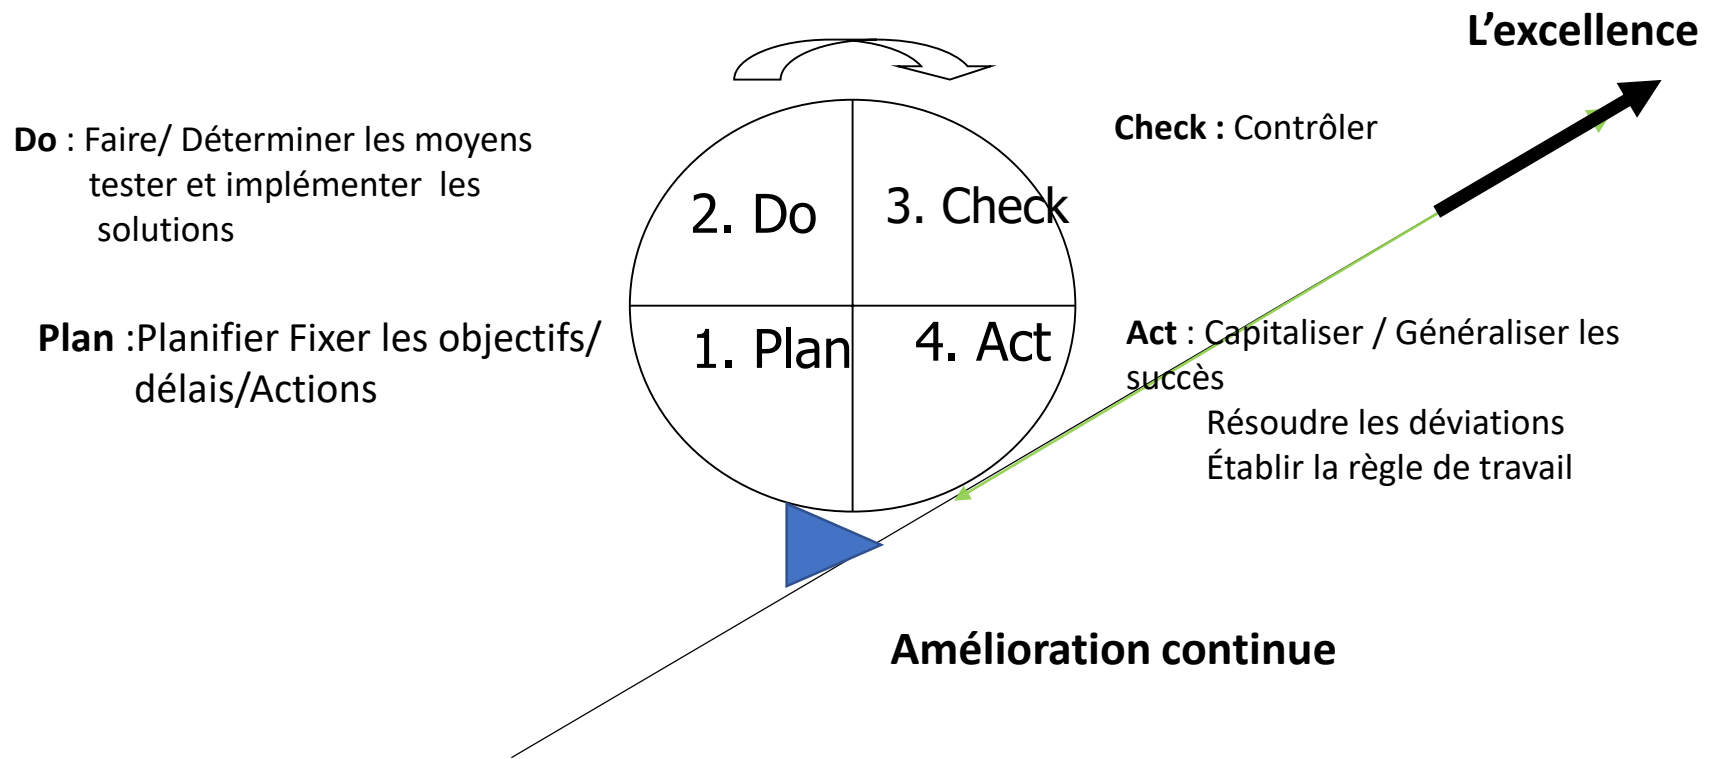 L’excellence
Do : Faire/ Déterminer les moyens
tester et implémenter les
solutions
Check : Contrôler
2. Do
3. Check
Plan :Planifier Fixer les objectifs/
délais/Actions
1. Plan
4. Act
Act : Capitaliser / Généraliser les
succès
Résoudre les déviations
Établir la règle de travail
Amélioration continue